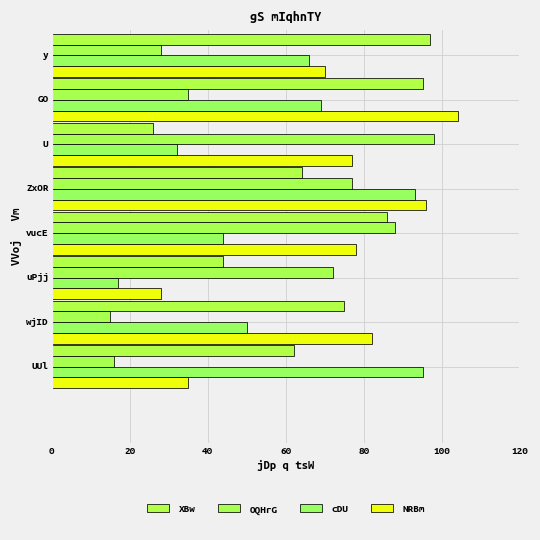 gS mIqhnTY
y
GO
U
ZxOR
vucE
uPjj
wjID
UUl
VVoj Vm
0 20 40 60 80 100 120
jDp q tsW
XBw OQHrG cDU NRBm